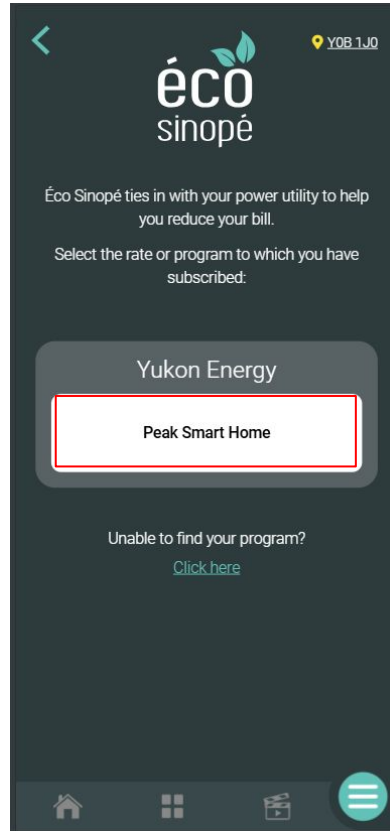 Y0B 1J0
éco
sinopé
Éco Sinopé ties in with your power utility to help
you reduce your bill.
Select the rate or program to which you have
subscribed:
Yukon Energy
Peak Smart Home
Unable to find your program?
Click here